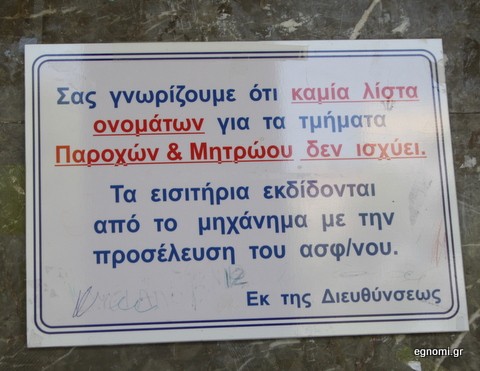 Σας γνωρίζουμε ότι καμία λίστα
ονομάτων για τα τμήματα
Παροχών & Μητρώου δεν ισχύει.
Τα εισιτήρια εκδίδονται
από το μηχάνημα με την
προσέλευση του ασφ/νου.
12
Εκ της Διευθύνσεως
egnomi.gr